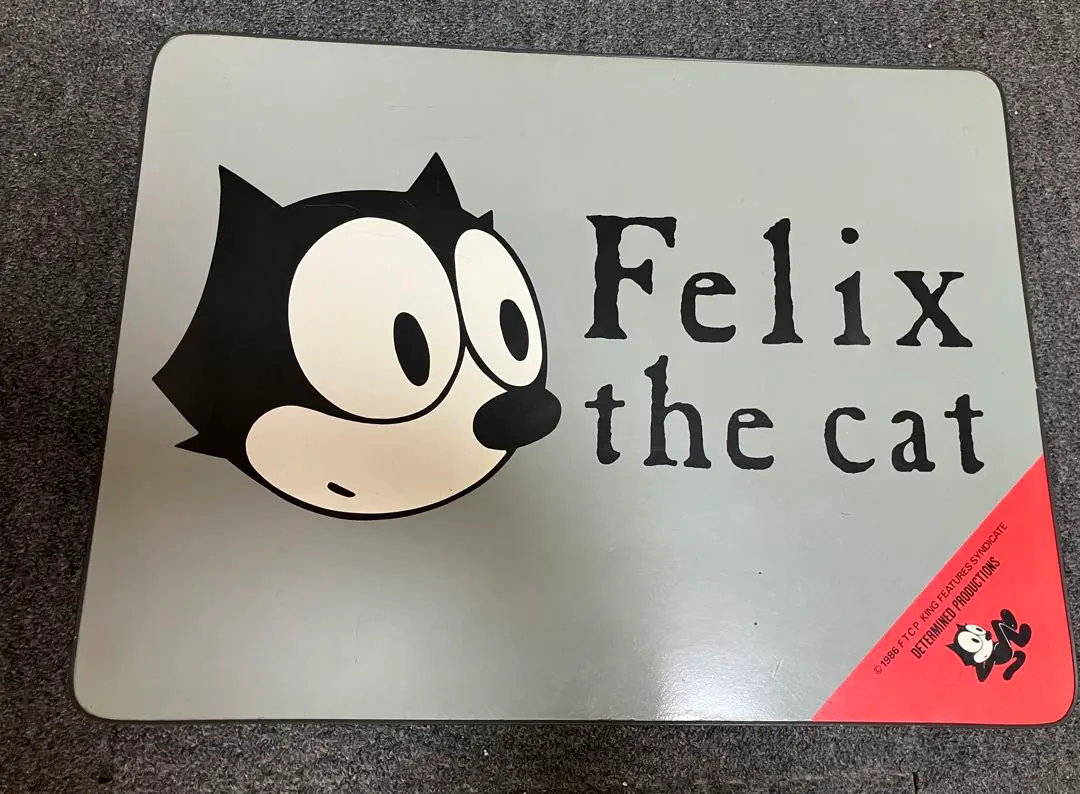 Felix
the cat
©1986 FTCP KING FEATURES SYNDICATE
DETERMINED PRODUCTIONS